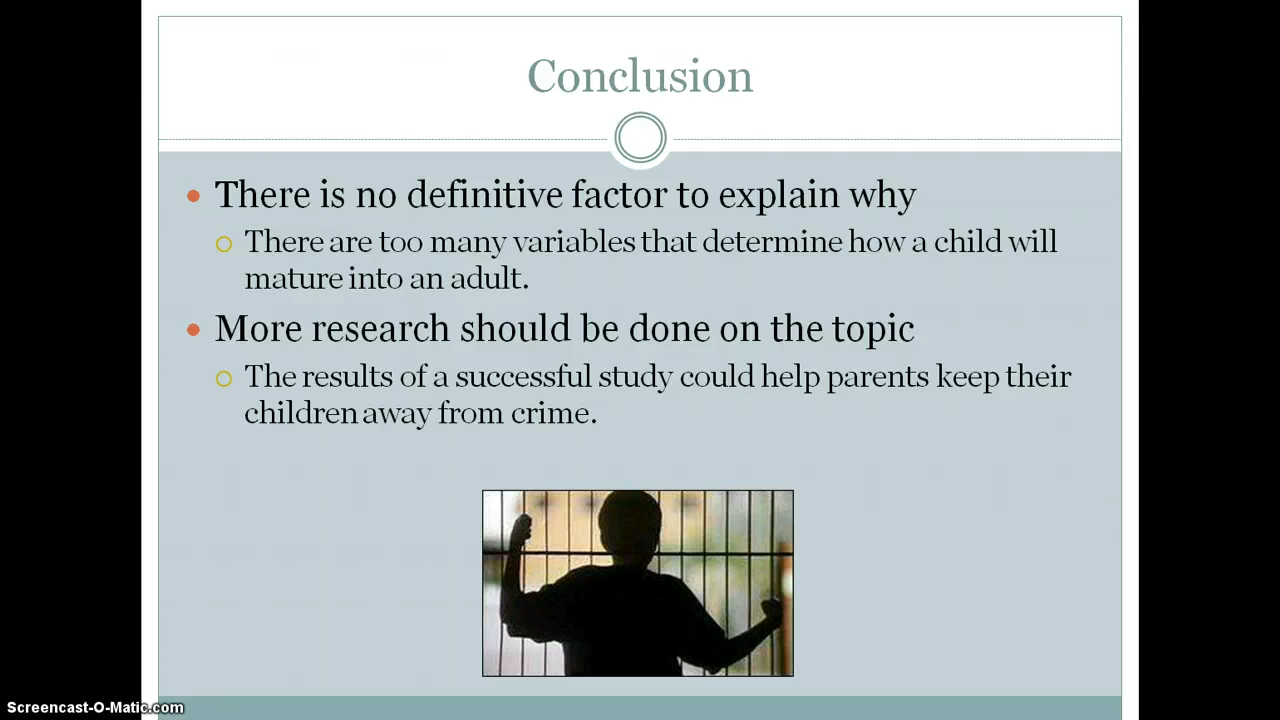 Conclusion
There is no definitive factor to explain why
There are too many variables that determine how a child will
mature into an adult.
More research should be done on the topic
The results of a successful study could help parents keep their
children away from crime.
Screencast-O-Matic.com